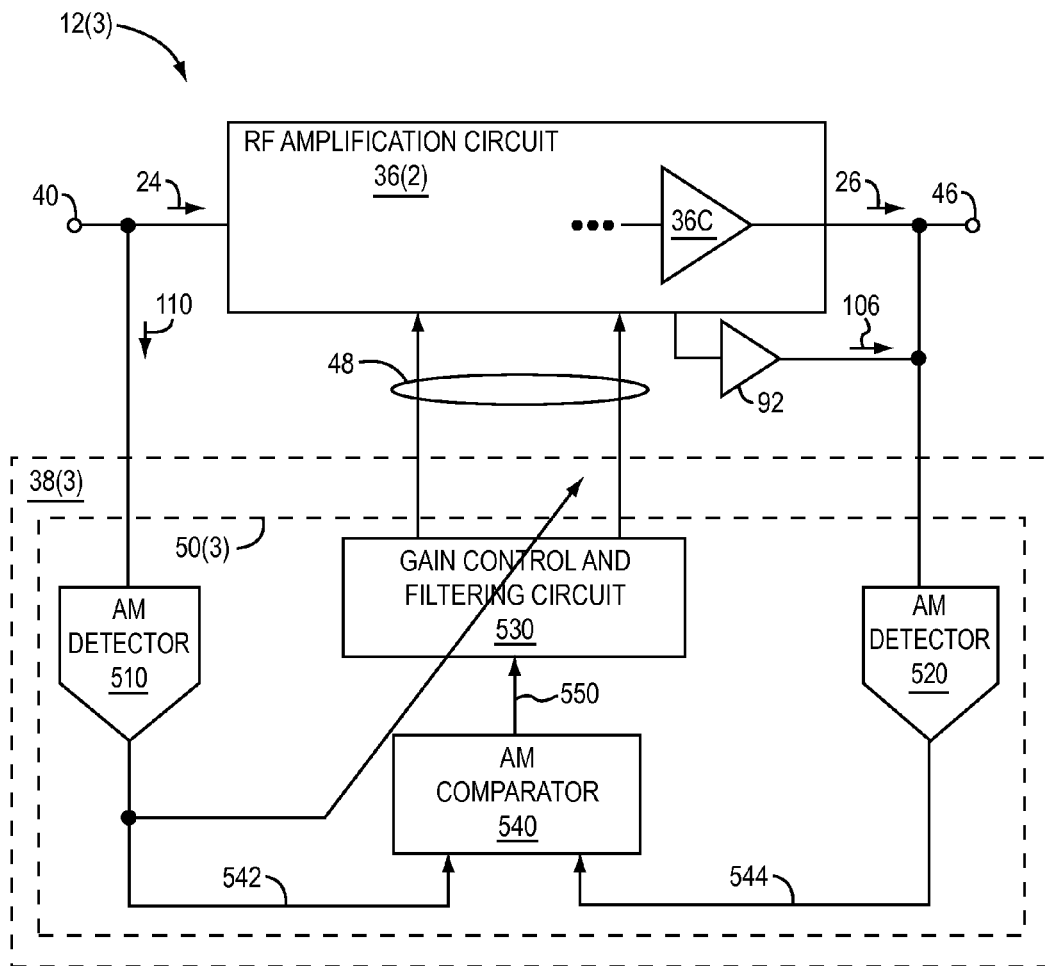 12(3)
RF AMPLIFICATION CIRCUIT
36(2)
40
24
36C
26
46
110
48
106
92
38(3)
50(3)
AM
DETECTOR
510
GAIN CONTROL AND
FILTERING CIRCUIT
530
AM
DETECTOR
520
550
AM
COMPARATOR
540
542
544